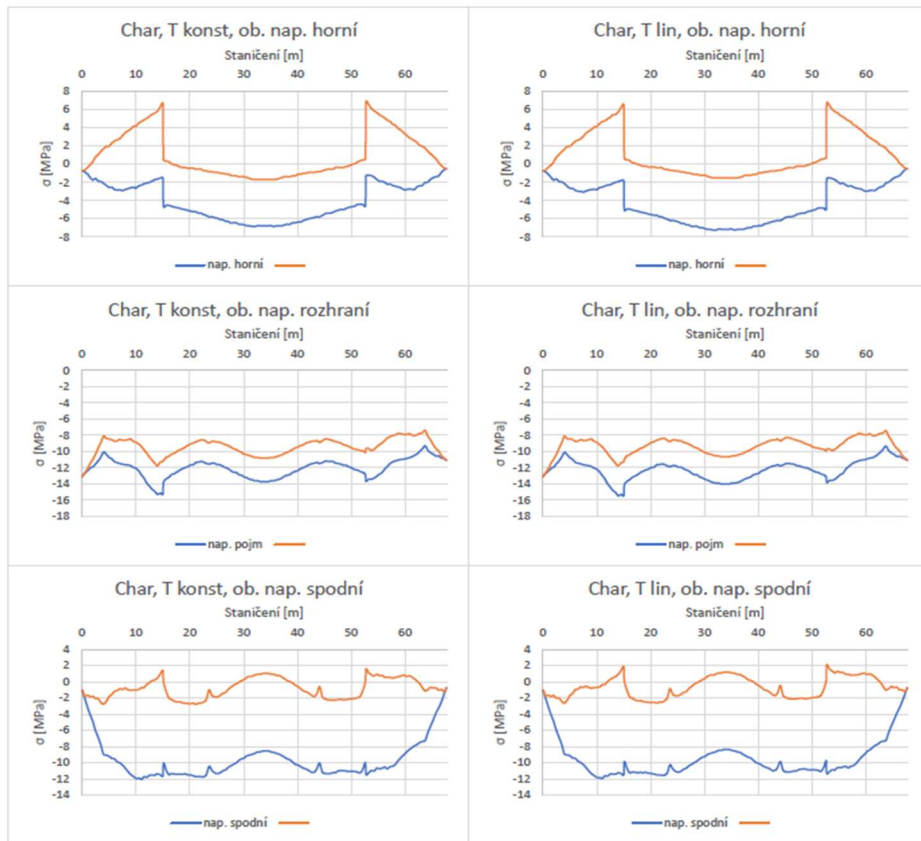 Char, T konst, ob. nap. horní
Staničení [m]
0 10 20 30 40 50 60
8
6
4
2
0
-2
-4
-6
-8
σ [MPa]
nap. horní
Char, T lin, ob. nap. horní
Staničení [m]
0 10 20 30 40 50 60
8
6
4
2
0
-2
-4
-6
-8
σ [MPa]
nap. horní
Char, T konst, ob. nap. rozhraní
Staničení [m]
0 10 20 30 40 50 60
0
-2
-4
-6
-8
-10
-12
-14
-16
-18
σ [MPa]
nap. pojm
Char, T lin, ob. nap. rozhraní
Staničení [m]
0 10 20 30 40 50 60
0
-2
-4
-6
-8
-10
-12
-14
-16
-18
σ [MPa]
nap. pojm
Char, T konst, ob. nap. spodní
Staničení [m]
0 10 20 30 40 50 60
4
2
0
-2
-4
-6
-8
-10
-12
-14
σ [MPa]
nap. spodní
Char, T lin, ob. nap. spodní
Staničení [m]
0 10 20 30 40 50 60
4
2
0
-2
-4
-6
-8
-10
-12
-14
σ [MPa]
nap. spodní